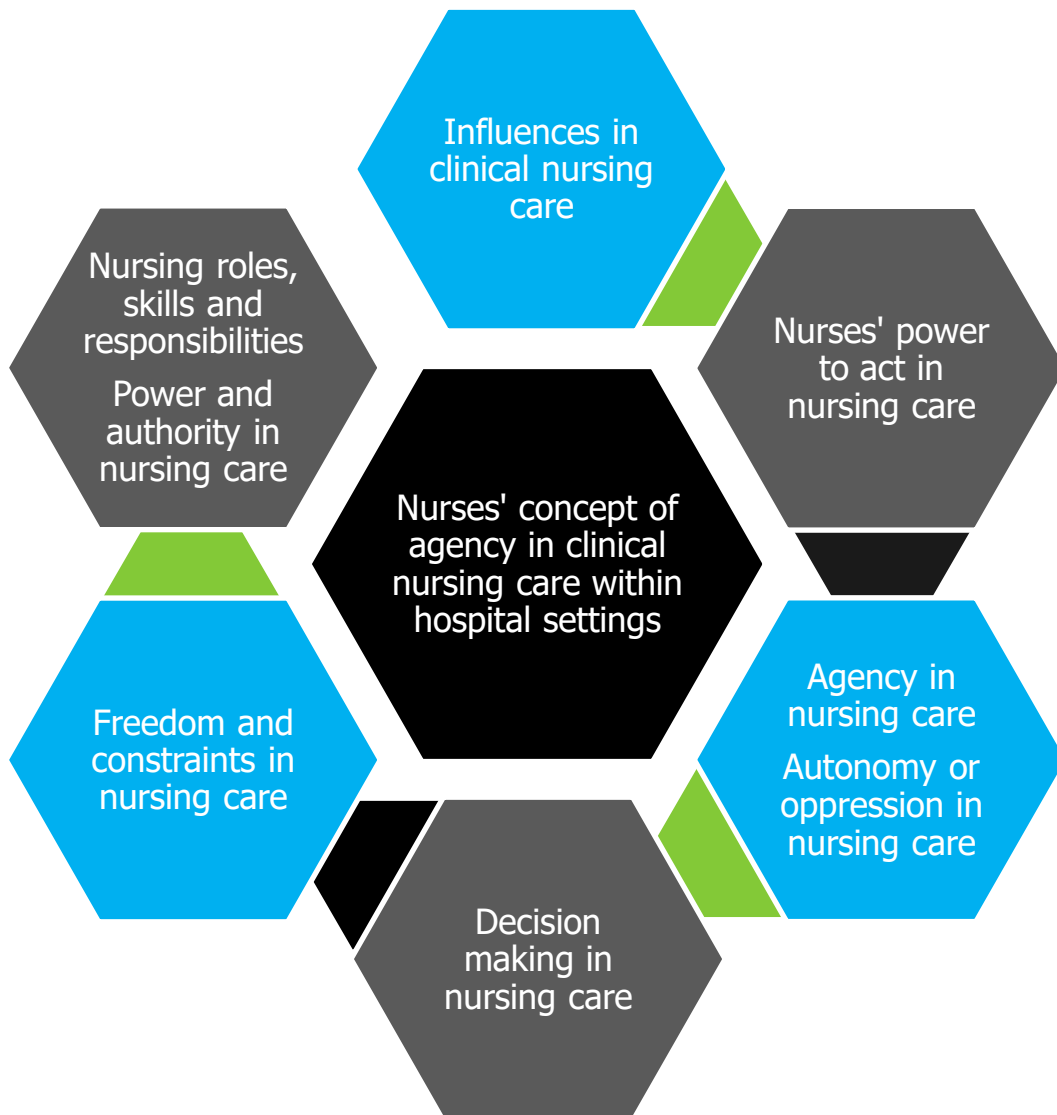 Influences in
clinical nursing
care
Nurses' power
to act in
nursing care
Agency in
nursing care
Autonomy or
oppression in
nursing care
Decision
making in
nursing care
Freedom and
constraints in
nursing care
Nursing roles,
skills and
responsibilities
Power and
authority in
nursing care
Nurses' concept of
agency in clinical
nursing care within
hospital settings